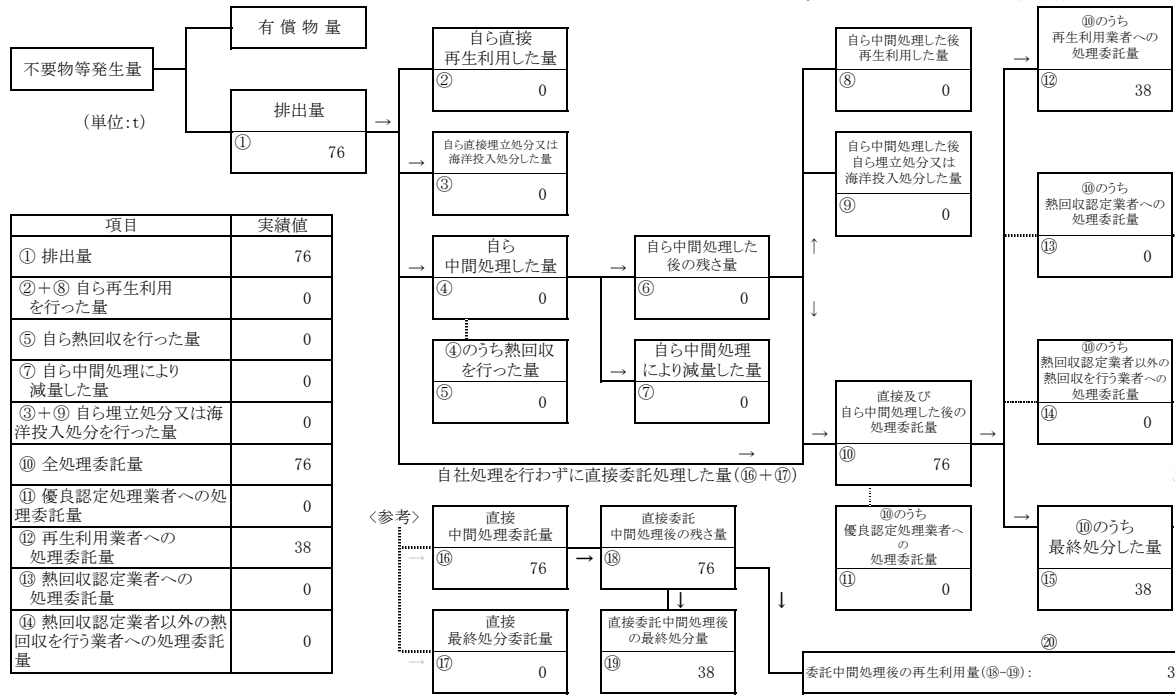 有 償 物 量
不要物等発生量
(単位:t)
排出量
①
76
→
自ら直接
再生利用した量
②
0
→
自ら直接埋立処分又は
海洋投入処分した量
③
0
→
自ら
中間処理した量
④
0
④のうち熱回収
を行った量
⑤
0
→
自ら中間処理した
後の残さ量
⑥
0
→
自ら中間処理
により減量した量
⑦
0
自ら中間処理した後
再生利用した量
⑧
0
自ら中間処理した後
自ら埋立処分又は
海洋投入処分した量
⑨
0
↑
↓
→
直接及び
自ら中間処理した後の
処理委託量
⑩
76
→
→
自社処理を行わずに直接委託処理した量(⑯+⑰)
⑩のうち
優良認定処理業者へ
の
処理委託量
⑪
0
→
⑩のうち
再生利用業者への
処理委託量
⑫
38
⑩のうち
熱回収認定業者への
処理委託量
⑬
0
⑩のうち
熱回収認定業者以外の
熱回収を行う業者への
処理委託量
⑭
0
→
⑩のうち
最終処分した量
⑮
38
項目 実績値
① 排出量 76
②+⑧ 自ら再生利用
を行った量 0
⑤ 自ら熱回収を行った量 0
⑦ 自ら中間処理により
減量した量 0
③+⑨ 自ら埋立処分又は海
洋投入処分を行った量 0
⑩ 全処理委託量 76
⑪ 優良認定処理業者への処
理委託量 0
⑫ 再生利用業者への
処理委託量 38
⑬ 熱回収認定業者への
処理委託量 0
⑭ 熱回収認定業者以外の熱
回収を行う業者への処理委託
量 0
〈参考〉
→
直接
中間処理委託量
⑯
76
→
直接委託
中間処理後の残さ量
⑱
76
→
直接
最終処分委託量
⑰
0
↓
↓
直接委託中間処理後
の最終処分量
⑲
38
⑳
委託中間処理後の再生利用量(⑱-⑲):